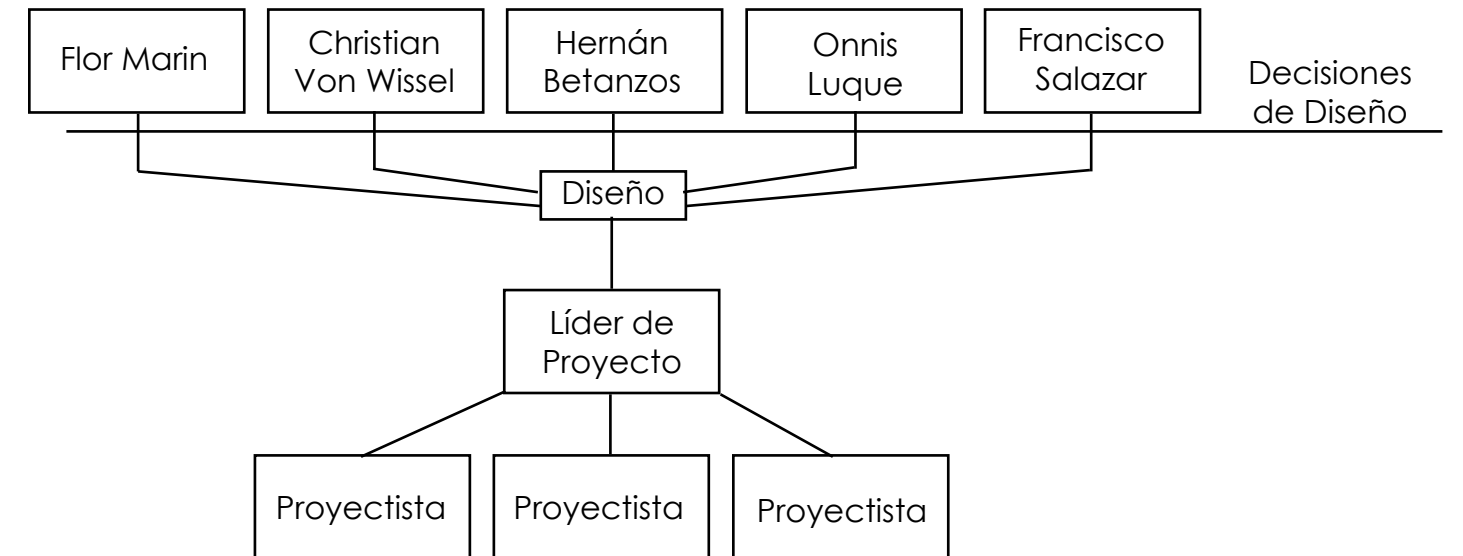 Flor Marin
Christian
Von Wissel
Hernán
Betanzos
Onnis
Luque
Francisco
Salazar
Decisiones
de Diseño
Diseño
Líder de
Proyecto
Proyectista
Proyectista
Proyectista